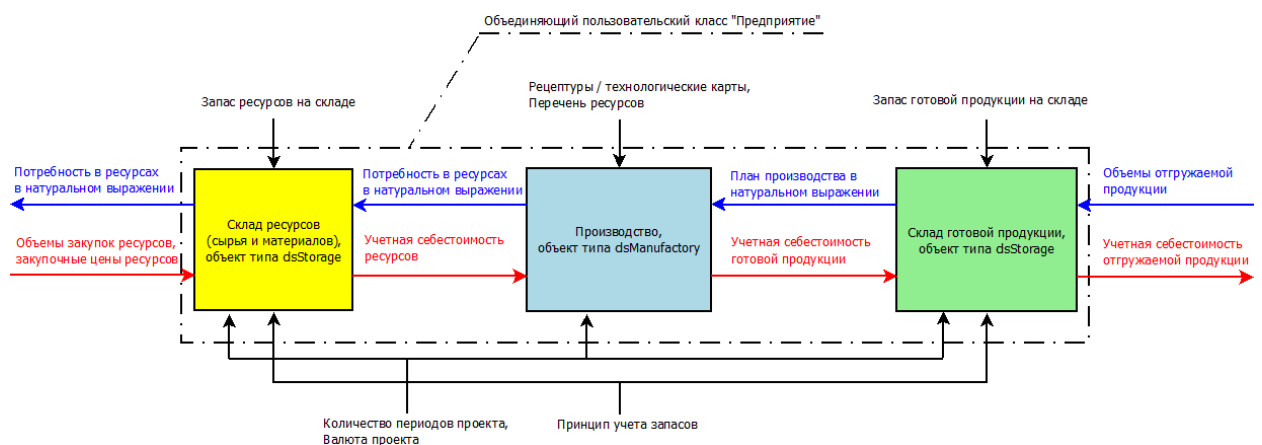 Объединяющий пользовательский класс "Предприятие"
Запас ресурсов на складе
Рецептуры / технологические карты,
Перечень ресурсов
Запас готовой продукции на складе
Потребность в ресурсах
в натуральном выражении
Объемы закупок ресурсов,
закупочные цены ресурсов
Склад ресурсов
(сырья и материалов),
объект типа dsStorage
Потребность в ресурсах
в натуральном выражении
Учетная себестоимость
ресурсов
Производство,
объект типа dsManufactory
План производства в
натуральном выражении
Учетная себестоимость
готовой продукции
Склад готовой продукции,
объект типа dsStorage
Объемы отгружаемой
продукции
Учетная себестоимость
отгружаемой продукции
Количество периодов проекта,
Валюта проекта
Принцип учета запасов